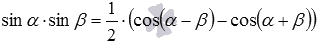 sin α · sin β = 1/2 · (cos(α − β) − cos(α + β))